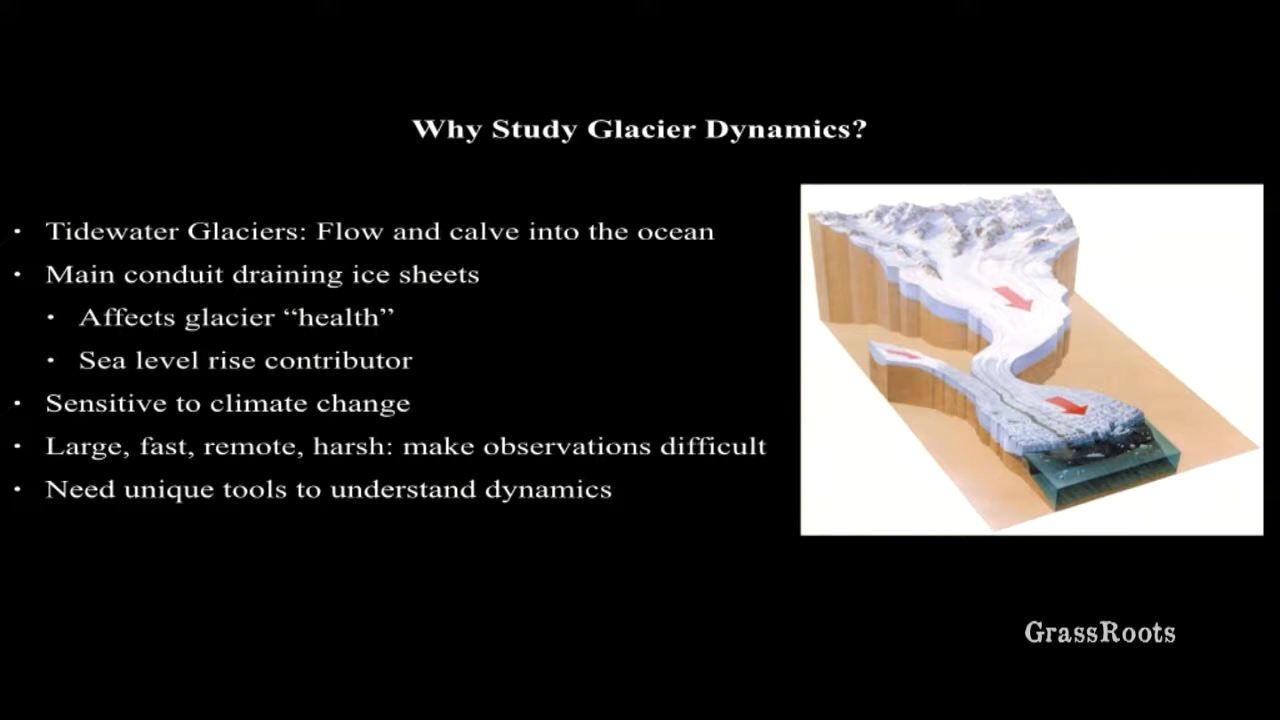 Why Study Glacier Dynamics?
• Tidewater Glaciers: Flow and calve into the ocean
• Main conduit draining ice sheets
• Affects glacier “health”
• Sea level rise contributor
• Sensitive to climate change
• Large, fast, remote, harsh: make observations difficult
• Need unique tools to understand dynamics
GrassRoots